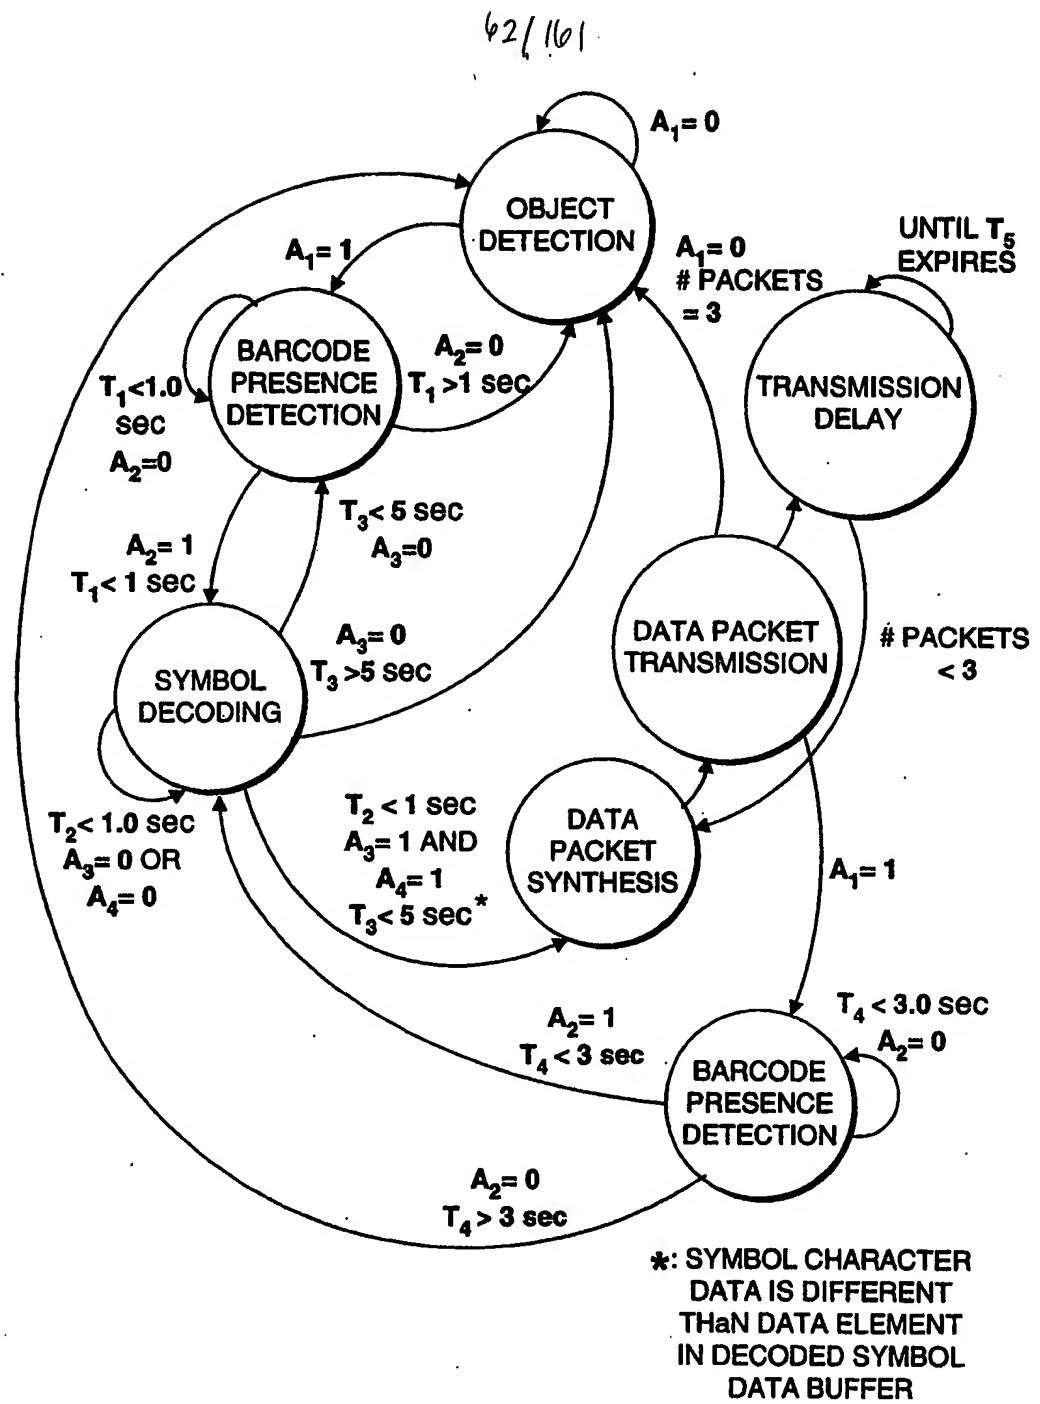 62/161
A₁= 0
OBJECT
DETECTION
UNTIL T₅
EXPIRES
A₁= 1
A₁= 0
# PACKETS
= 3
BARCODE
PRESENCE
DETECTION
A₂= 0
T₁ >1 sec
TRANSMISSION
DELAY
T₁<1.0
sec
A₂=0
T₃< 5 sec
A₃=0
A₂= 1
T₁< 1 sec
A₃= 0
T₃ >5 sec
DATA PACKET
TRANSMISSION
# PACKETS
< 3
SYMBOL
DECODING
T₂< 1.0 sec
A₃= 0 OR
A₄= 0
T₂ < 1 sec
A₃= 1 AND
A₄= 1
T₃< 5 sec*
DATA
PACKET
SYNTHESIS
A₁= 1
A₂= 1
T₄ < 3 sec
T₄ < 3.0 sec
A₂= 0
BARCODE
PRESENCE
DETECTION
A₂= 0
T₄ > 3 sec
*: SYMBOL CHARACTER
DATA IS DIFFERENT
THaN DATA ELEMENT
IN DECODED SYMBOL
DATA BUFFER